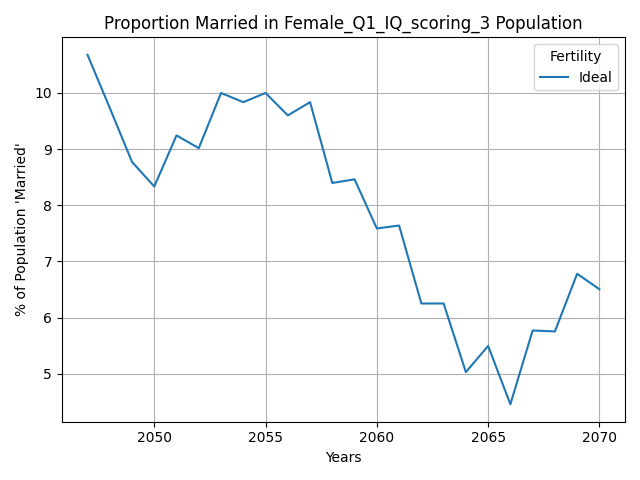 Proportion Married in Female_Q1_IQ_scoring_3 Population
Fertility
Ideal
% of Population 'Married'
10
9
8
7
6
5
2050 2055 2060 2065 2070
Years